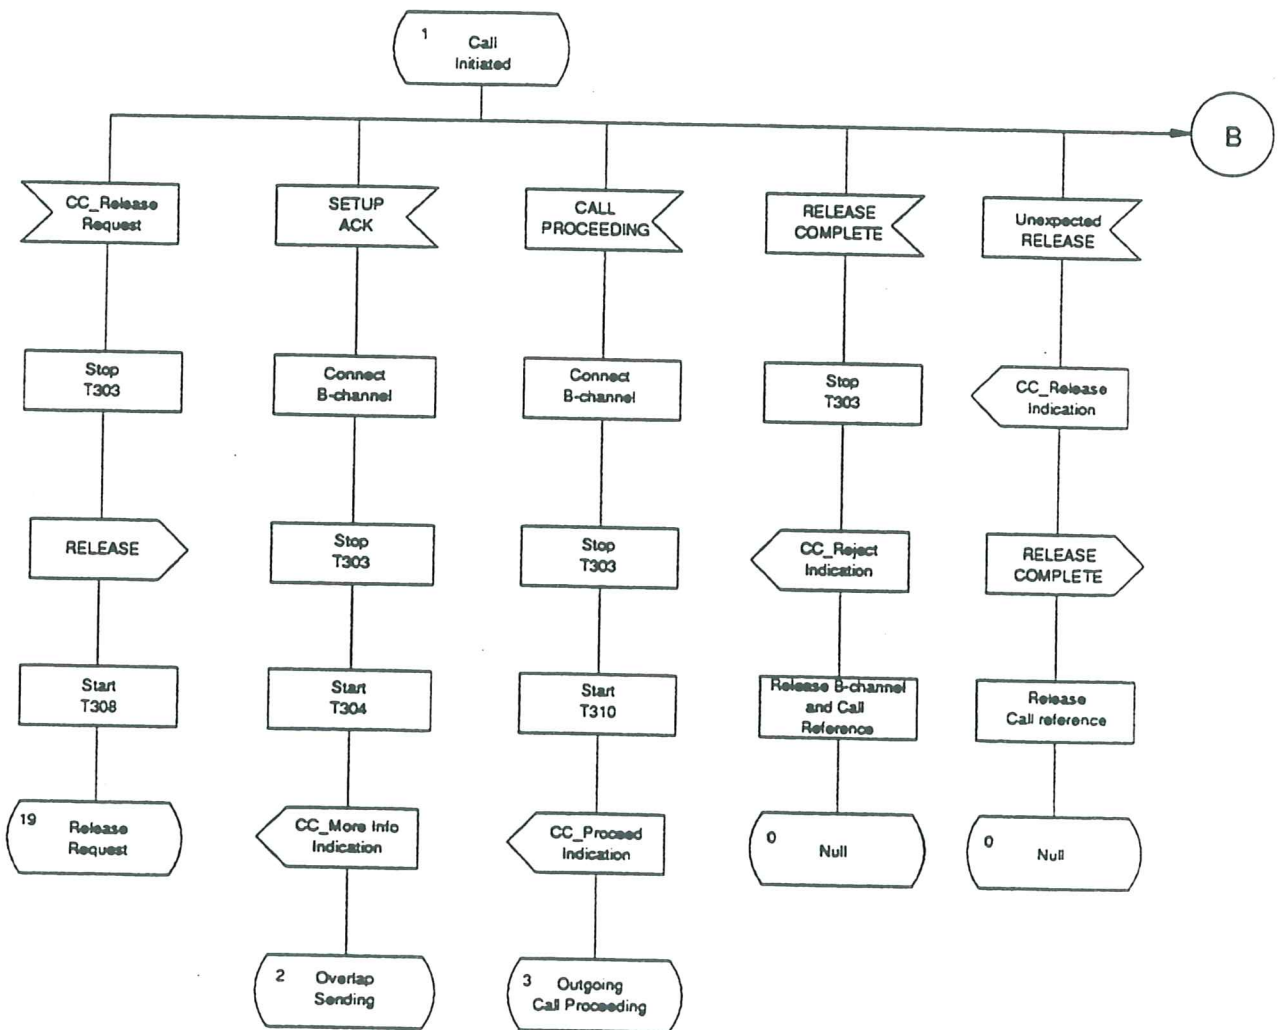 1
Call
Initiated
B
CC_Release
Request
Stop
T303
RELEASE
Start
T308
19
Release
Request
SETUP
ACK
Connect
B-channel
Stop
T303
Start
T304
CC_More Info
Indication
2
Overlap
Sending
CALL
PROCEEDING
Connect
B-channel
Stop
T303
Start
T310
CC_Proceed
Indication
3
Outgoing
Call Proceeding
RELEASE
COMPLETE
Stop
T303
CC_Reject
Indication
Release B-channel
and Call
Reference
0
Null
Unexpected
RELEASE
CC_Release
Indication
RELEASE
COMPLETE
Release
Call reference
0
Null